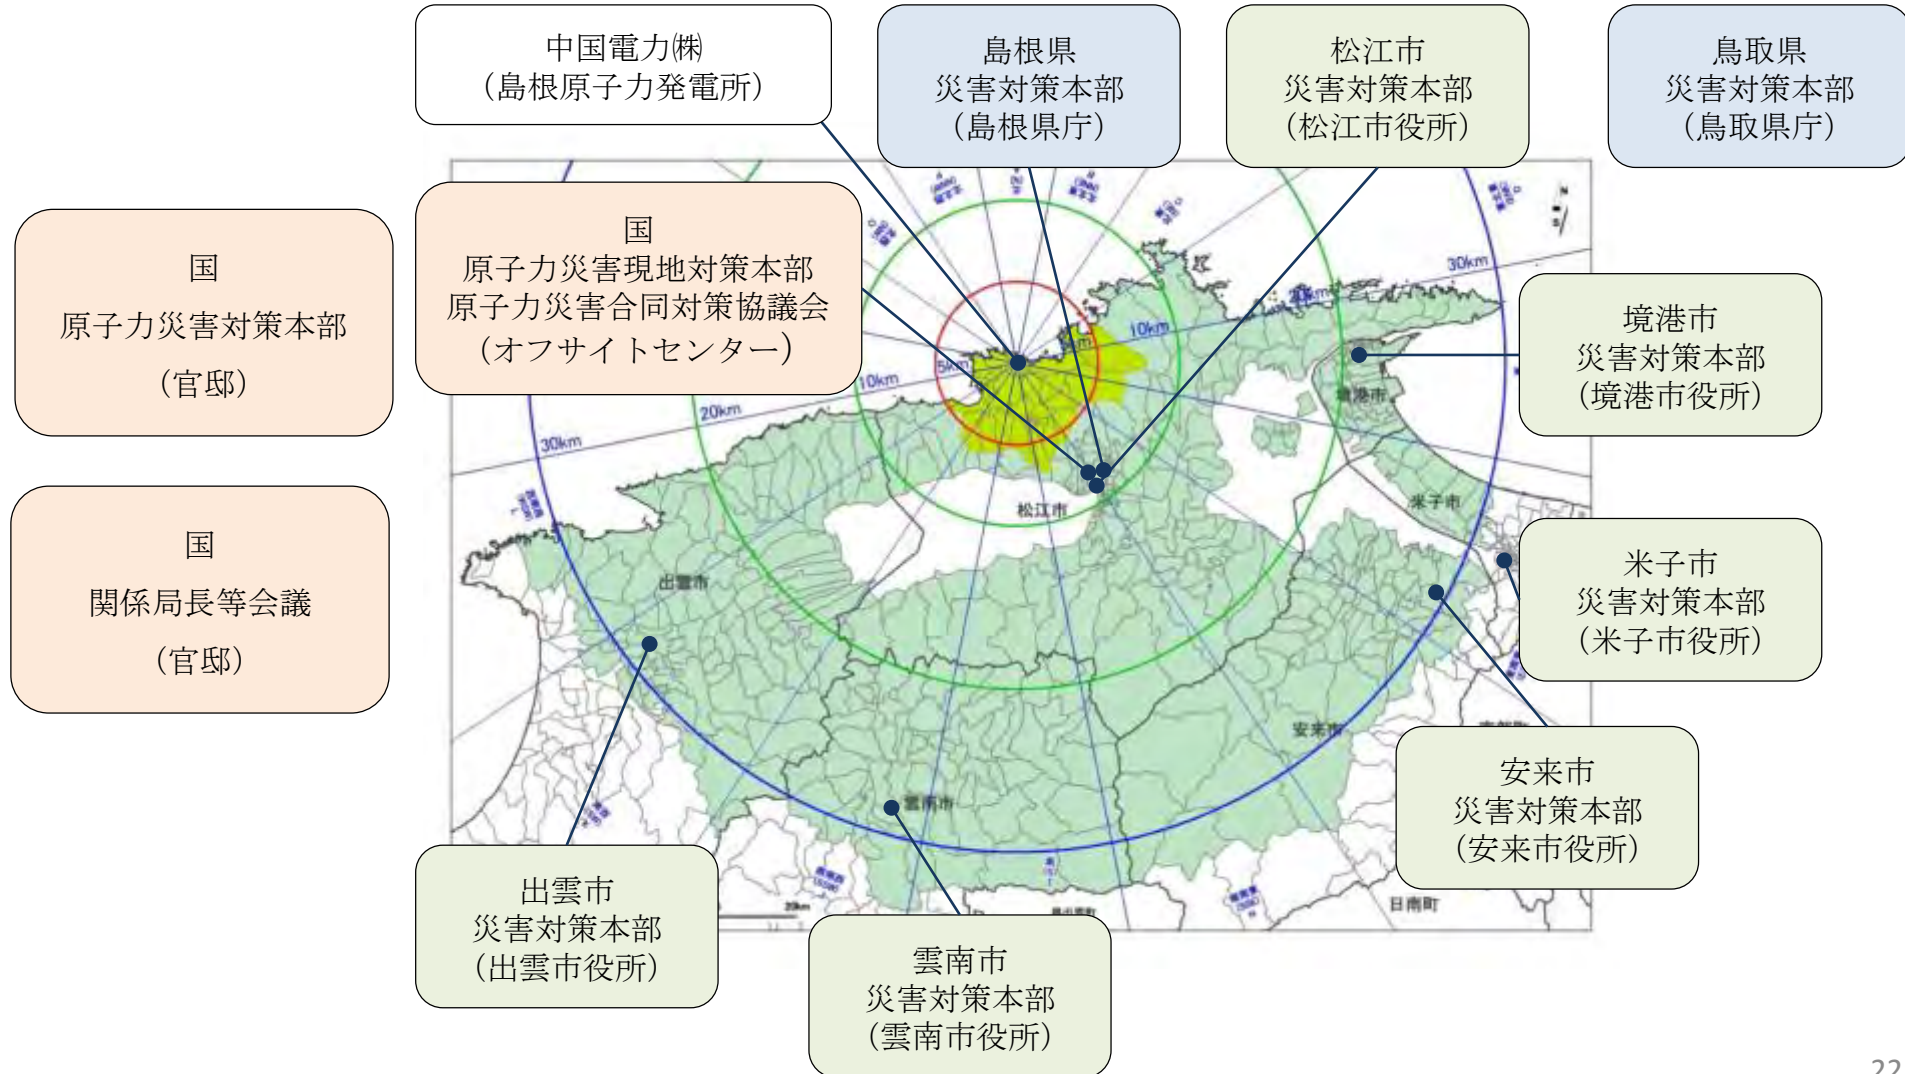 中国電力㈱
(島根原子力発電所)
島根県
災害対策本部
(島根県庁)
松江市
災害対策本部
(松江市役所)
鳥取県
災害対策本部
(鳥取県庁)
国
原子力災害対策本部
(官邸)
国
原子力災害現地対策本部
原子力災害合同対策協議会
(オフサイトセンター)
国
関係局長等会議
(官邸)
境港市
災害対策本部
(境港市役所)
米子市
災害対策本部
(米子市役所)
安来市
災害対策本部
(安来市役所)
出雲市
災害対策本部
(出雲市役所)
雲南市
災害対策本部
(雲南市役所)
30km
20km
10km
5km
10km
20km
30km
境港市
米子市
松江市
出雲市
安来市
雲南市
日南町
20km
22